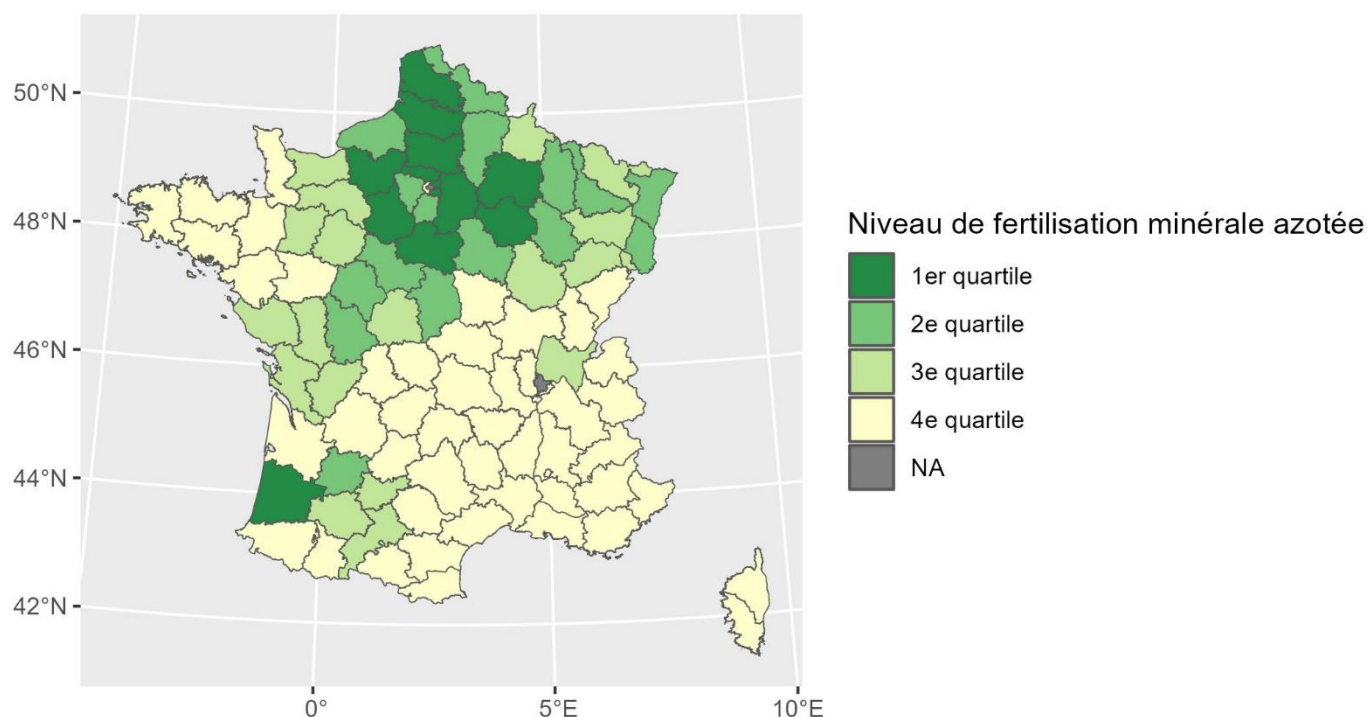 50°N
48°N
46°N
44°N
42°N
0°
5°E
10°E
Niveau de fertilisation minérale azotée
1er quartile
2e quartile
3e quartile
4e quartile
NA